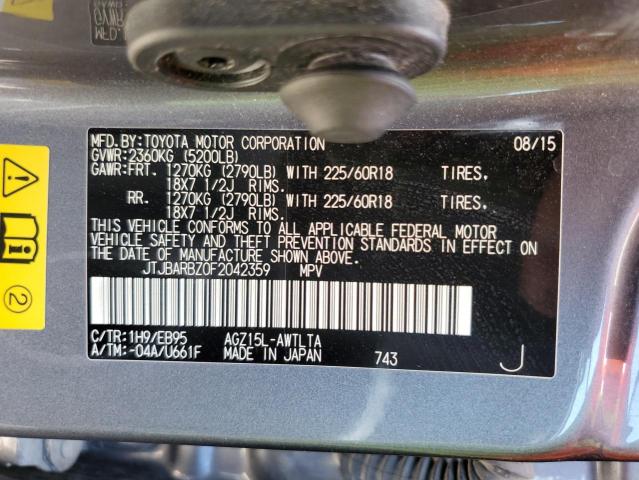 MFD.BY:TOYOTA MOTOR CORPORATION 08/15
GVWR:2360KG (5200LB)
GAWR:FRT. 1270KG (2790LB) WITH 225/60R18 TIRES,
18X7 1/2J RIMS.
RR. 1270KG (2790LB) WITH 225/60R18 TIRES,
18X7 1/2J RIMS.
THIS VEHICLE CONFORMS TO ALL APPLICABLE FEDERAL MOTOR
VEHICLE SAFETY AND THEFT PREVENTION STANDARDS IN EFFECT ON
THE DATE OF MANUFACTURE SHOWN ABOVE.
JTJBARBZ0F2042359 MPV
C/TR:1H9/EB95 AGZ15L-AWTLTA
A/TM:-04A/U661F MADE IN JAPAN 743 J
2